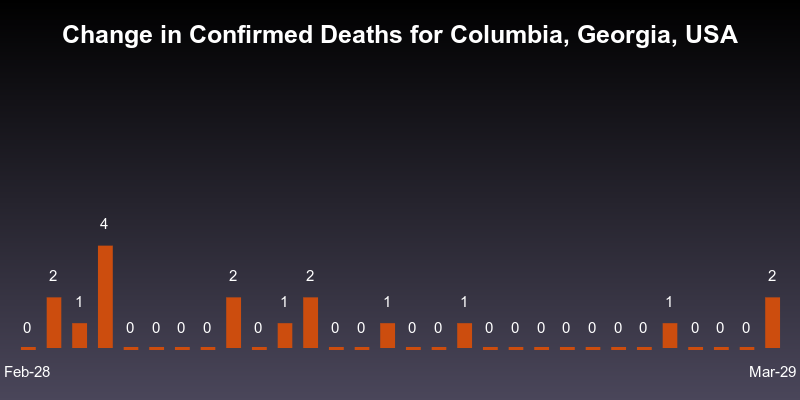 Change in Confirmed Deaths for Columbia, Georgia, USA
4
2 2 2 2
1 1 1 1 1
0 0 0 0 0 0 0 0 0 0 0 0 0 0 0 0 0 0 0 0
Feb-28 Mar-29